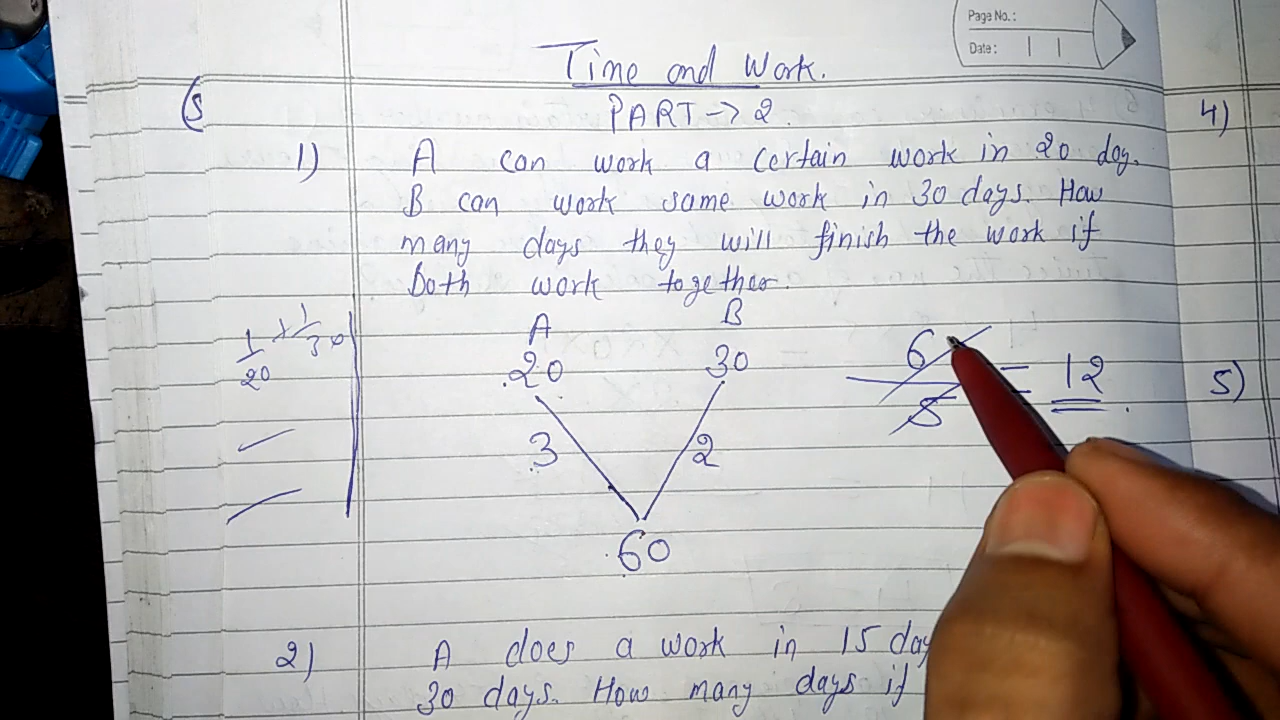 Page No.:
Date:
Time and Work.
PART → 2.
1) A can work a certain work in 20 day.
B can work same work in 30 days. How
many days they will finish the work if
both work together.
A B
20 30
3 2
60
1/20 + 1/30
= 12
2) A does a work in 15
30 days. How many days if
4)
5)